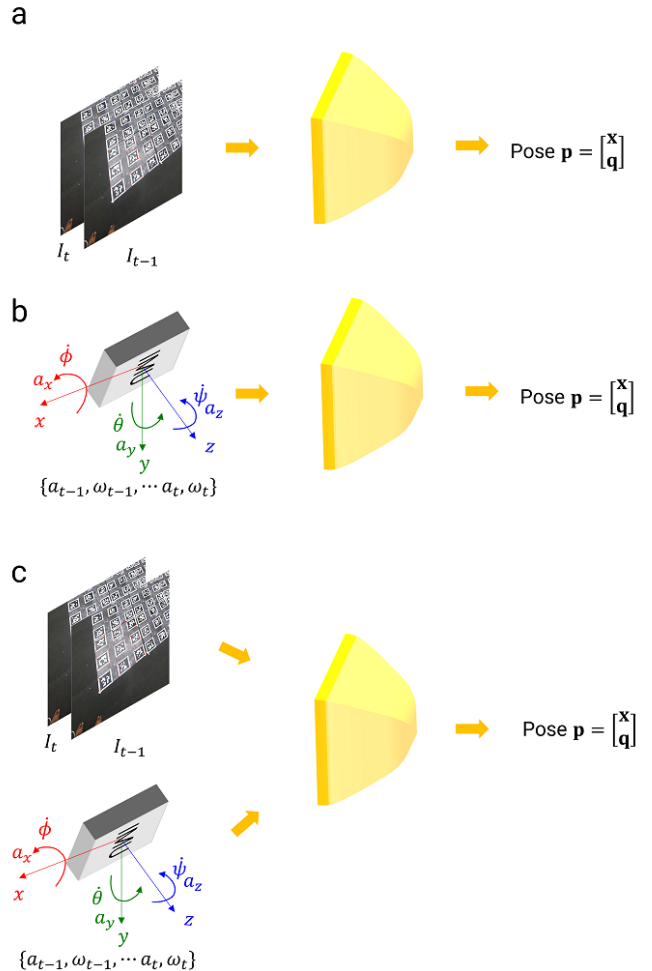 a
I_t
I_{t−1}
Pose p = [x q]
b
ϕ̇
a_x
x
θ̇
a_y
y
ψ̇
a_z
z
{a_{t−1}, ω_{t−1}, ⋯ a_t, ω_t}
Pose p = [x q]
c
I_t
I_{t−1}
Pose p = [x q]
ϕ̇
a_x
x
θ̇
a_y
y
ψ̇
a_z
z
{a_{t−1}, ω_{t−1}, ⋯ a_t, ω_t}